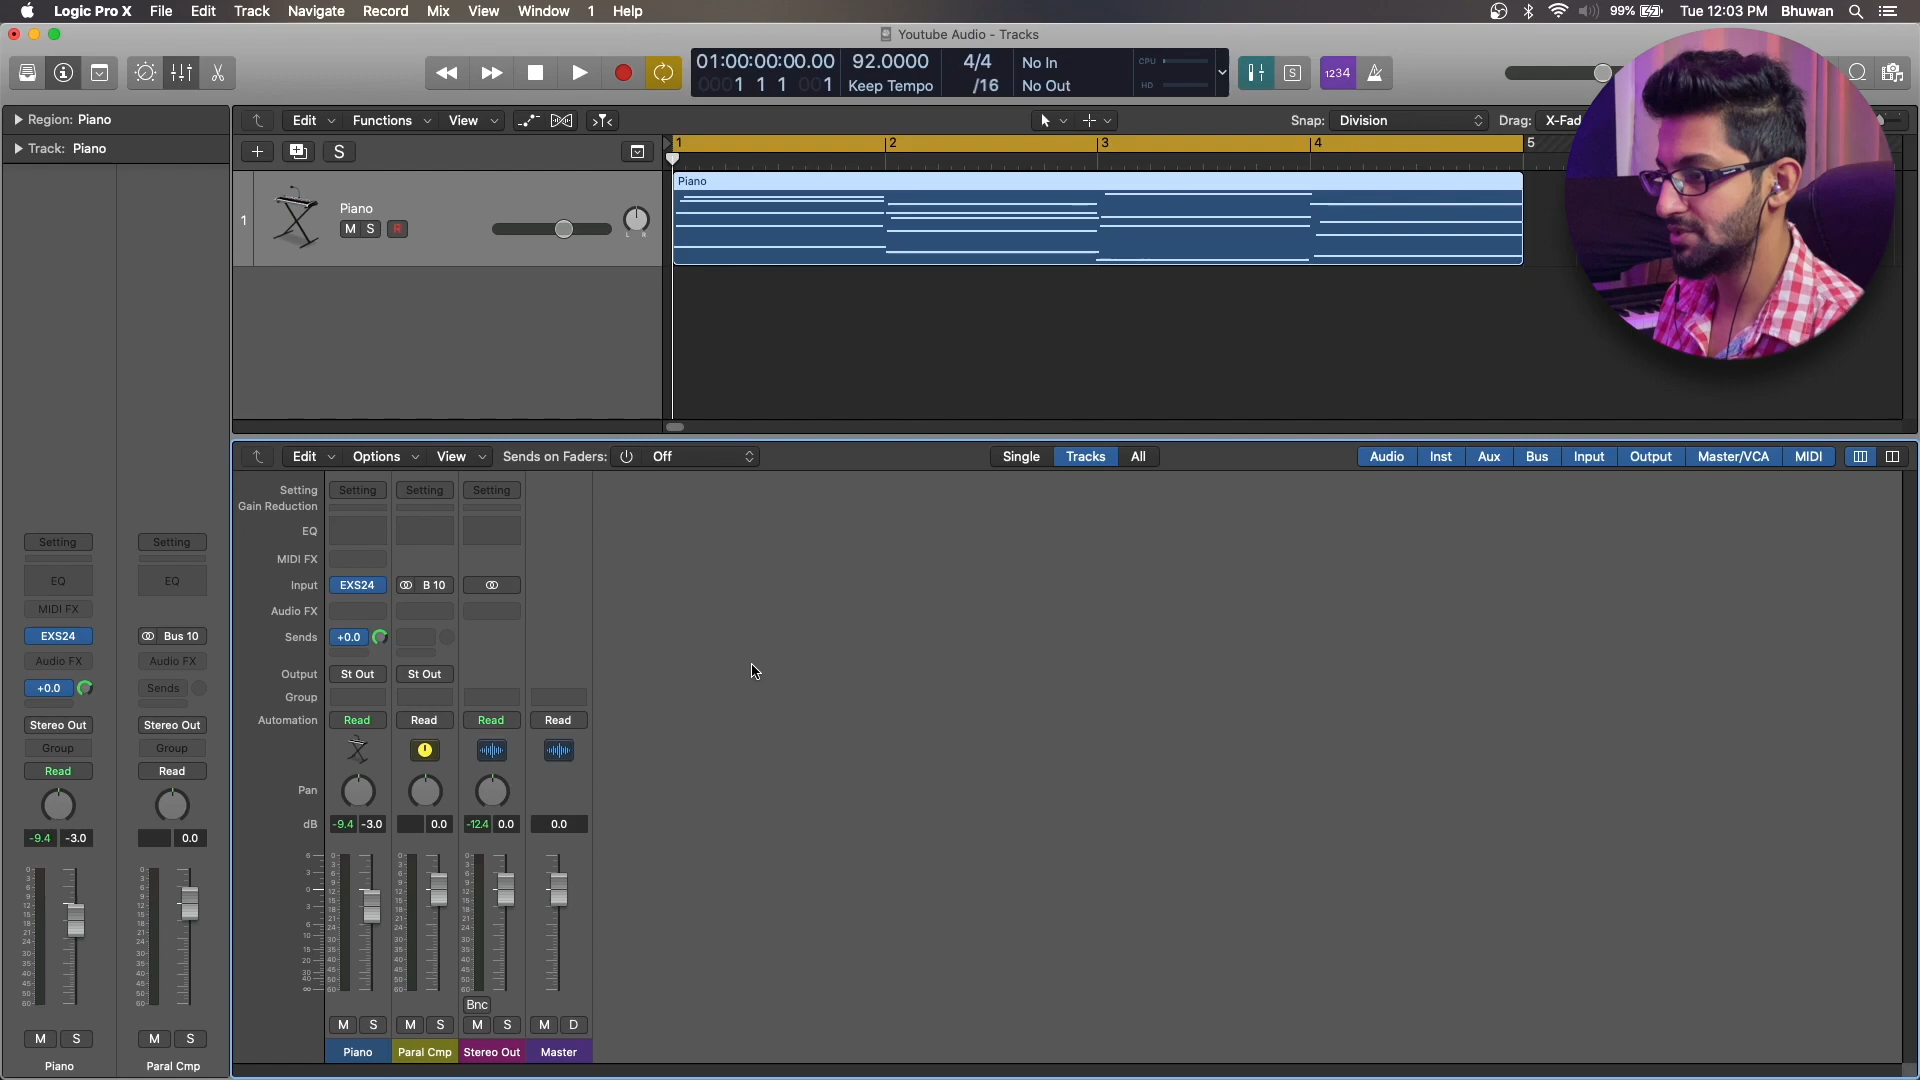 Logic Pro X File Edit Track Navigate Record Mix View Window 1 Help
99% Tue 12:03 PM Bhuwan
Youtube Audio - Tracks
01:00:00:00.00 92.0000 4/4 No In CPU
0001 1 1 001 Keep Tempo /16 No Out HD
S 1234
Region: Piano
Track: Piano
Edit Functions View Snap: Division Drag: X-Fad
S
1 2 3 4 5
1
Piano
M S R
L R
Piano
Edit Options View Sends on Faders: Off Single Tracks All Audio Inst Aux Bus Input Output Master/VCA MIDI
Setting Setting Setting Setting
Gain Reduction
EQ
MIDI FX
Input EXS24 B 10
Audio FX
Sends +0.0
Output St Out St Out
Group
Automation Read Read Read Read
Pan
dB -9.4 -3.0 0.0 -12.4 0.0 0.0
Bnc
M S M S M S M D
Piano Paral Cmp Stereo Out Master
Setting Setting
EQ EQ
MIDI FX
EXS24 Bus 10
Audio FX Audio FX
+0.0 Sends
Stereo Out Stereo Out
Group Group
Read Read
-9.4 -3.0 0.0
M S M S
Piano Paral Cmp